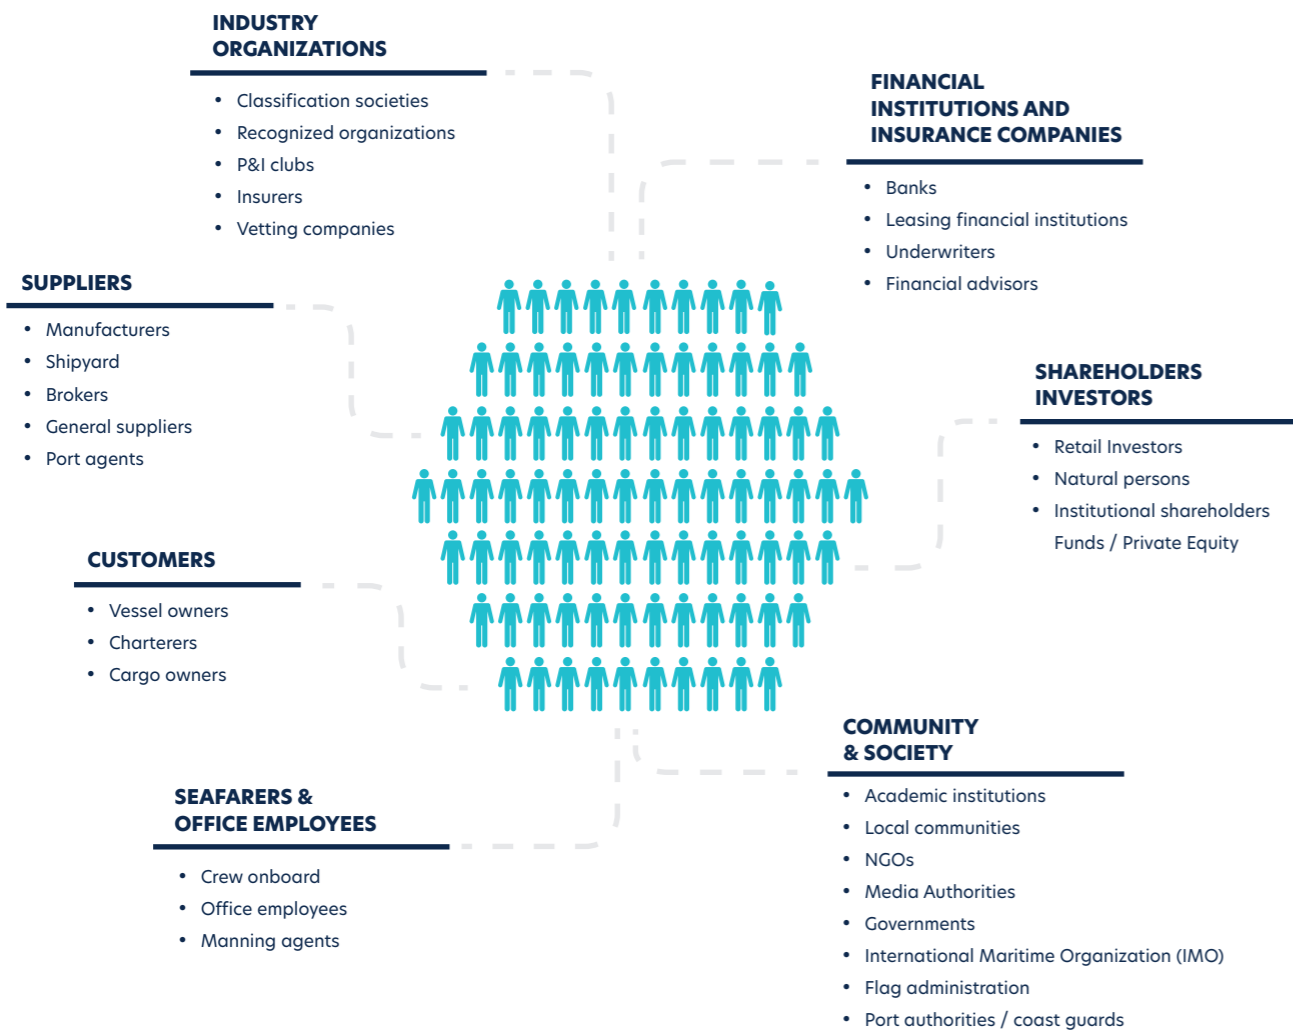 INDUSTRY
ORGANIZATIONS
• Classification societies
• Recognized organizations
• P&I clubs
• Insurers
• Vetting companies
FINANCIAL
INSTITUTIONS AND
INSURANCE COMPANIES
• Banks
• Leasing financial institutions
• Underwriters
• Financial advisors
SUPPLIERS
• Manufacturers
• Shipyard
• Brokers
• General suppliers
• Port agents
SHAREHOLDERS
INVESTORS
• Retail Investors
• Natural persons
• Institutional shareholders
Funds / Private Equity
CUSTOMERS
• Vessel owners
• Charterers
• Cargo owners
SEAFARERS &
OFFICE EMPLOYEES
• Crew onboard
• Office employees
• Manning agents
COMMUNITY
& SOCIETY
• Academic institutions
• Local communities
• NGOs
• Media Authorities
• Governments
• International Maritime Organization (IMO)
• Flag administration
• Port authorities / coast guards